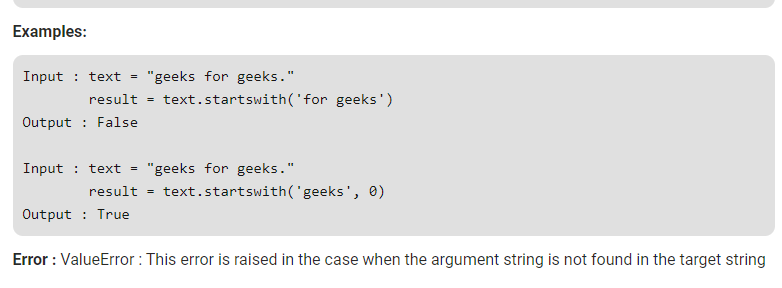 Examples:
Input : text = "geeks for geeks."
        result = text.startswith('for geeks')
Output : False
Input : text = "geeks for geeks."
        result = text.startswith('geeks', 0)
Output : True
Error : ValueError : This error is raised in the case when the argument string is not found in the target string